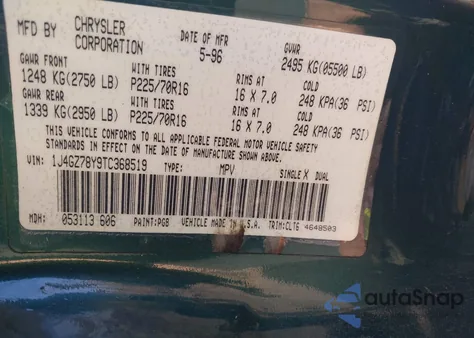 MFD BY CHRYSLER CORPORATION DATE OF MFR 5-96 GVWR 2495 KG(05500 LB)
GAWR FRONT WITH TIRES RIMS AT COLD
1248 KG(2750 LB) P225/70R16 16 X 7.0 248 KPA(36 PSI)
GAWR REAR WITH TIRES RIMS AT COLD
1339 KG(2950 LB) P225/70R16 16 X 7.0 248 KPA(36 PSI)
THIS VEHICLE CONFORMS TO ALL APPLICABLE FEDERAL MOTOR VEHICLE SAFETY
STANDARDS IN EFFECT ON THE DATE OF MANUFACTURE SHOWN ABOVE.
VIN: 1J4GZ78Y9TC368519 TYPE: MPV SINGLE X DUAL
MDH: 053113 606 PAINT:PGB VEHICLE MADE IN U.S.A. TRIM:CLT6 4648503
autoSnap